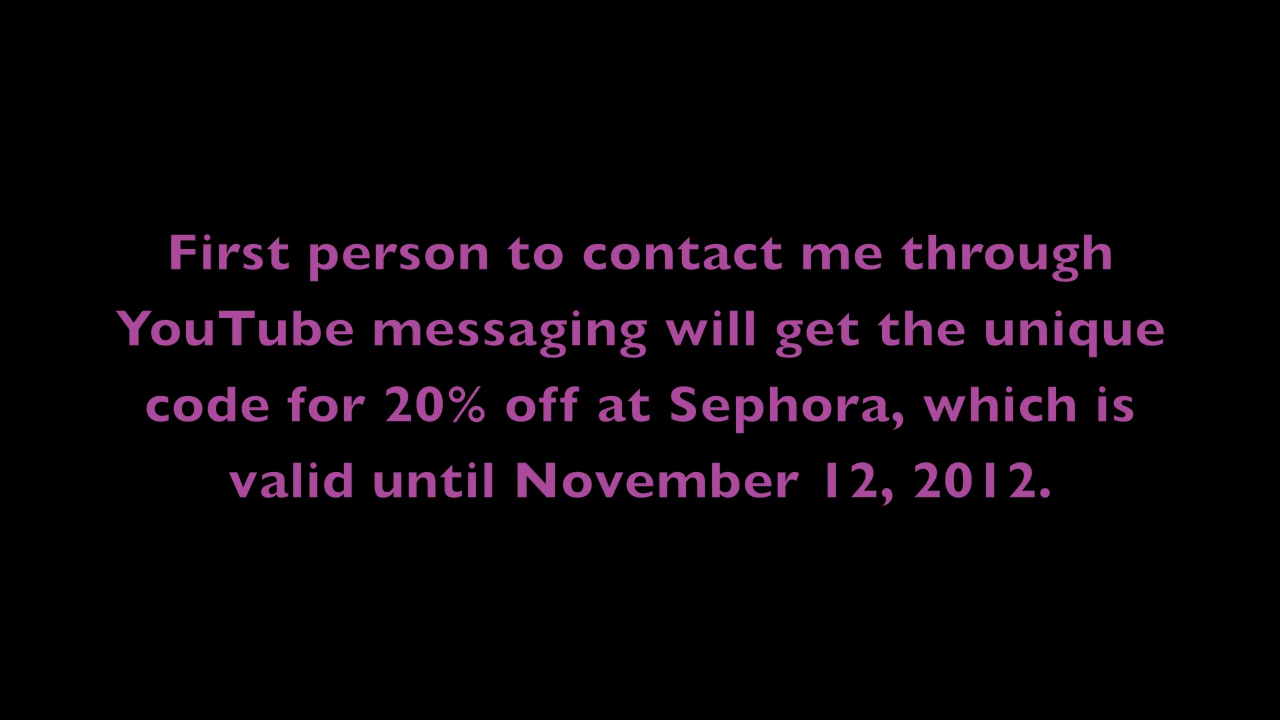 First person to contact me through
YouTube messaging will get the unique
code for 20% off at Sephora, which is
valid until November 12, 2012.